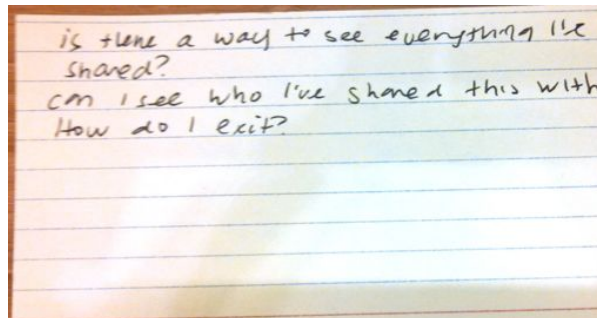 is there a way to see everything I've
shared?
can I see who I've shared this with
How do I exit?